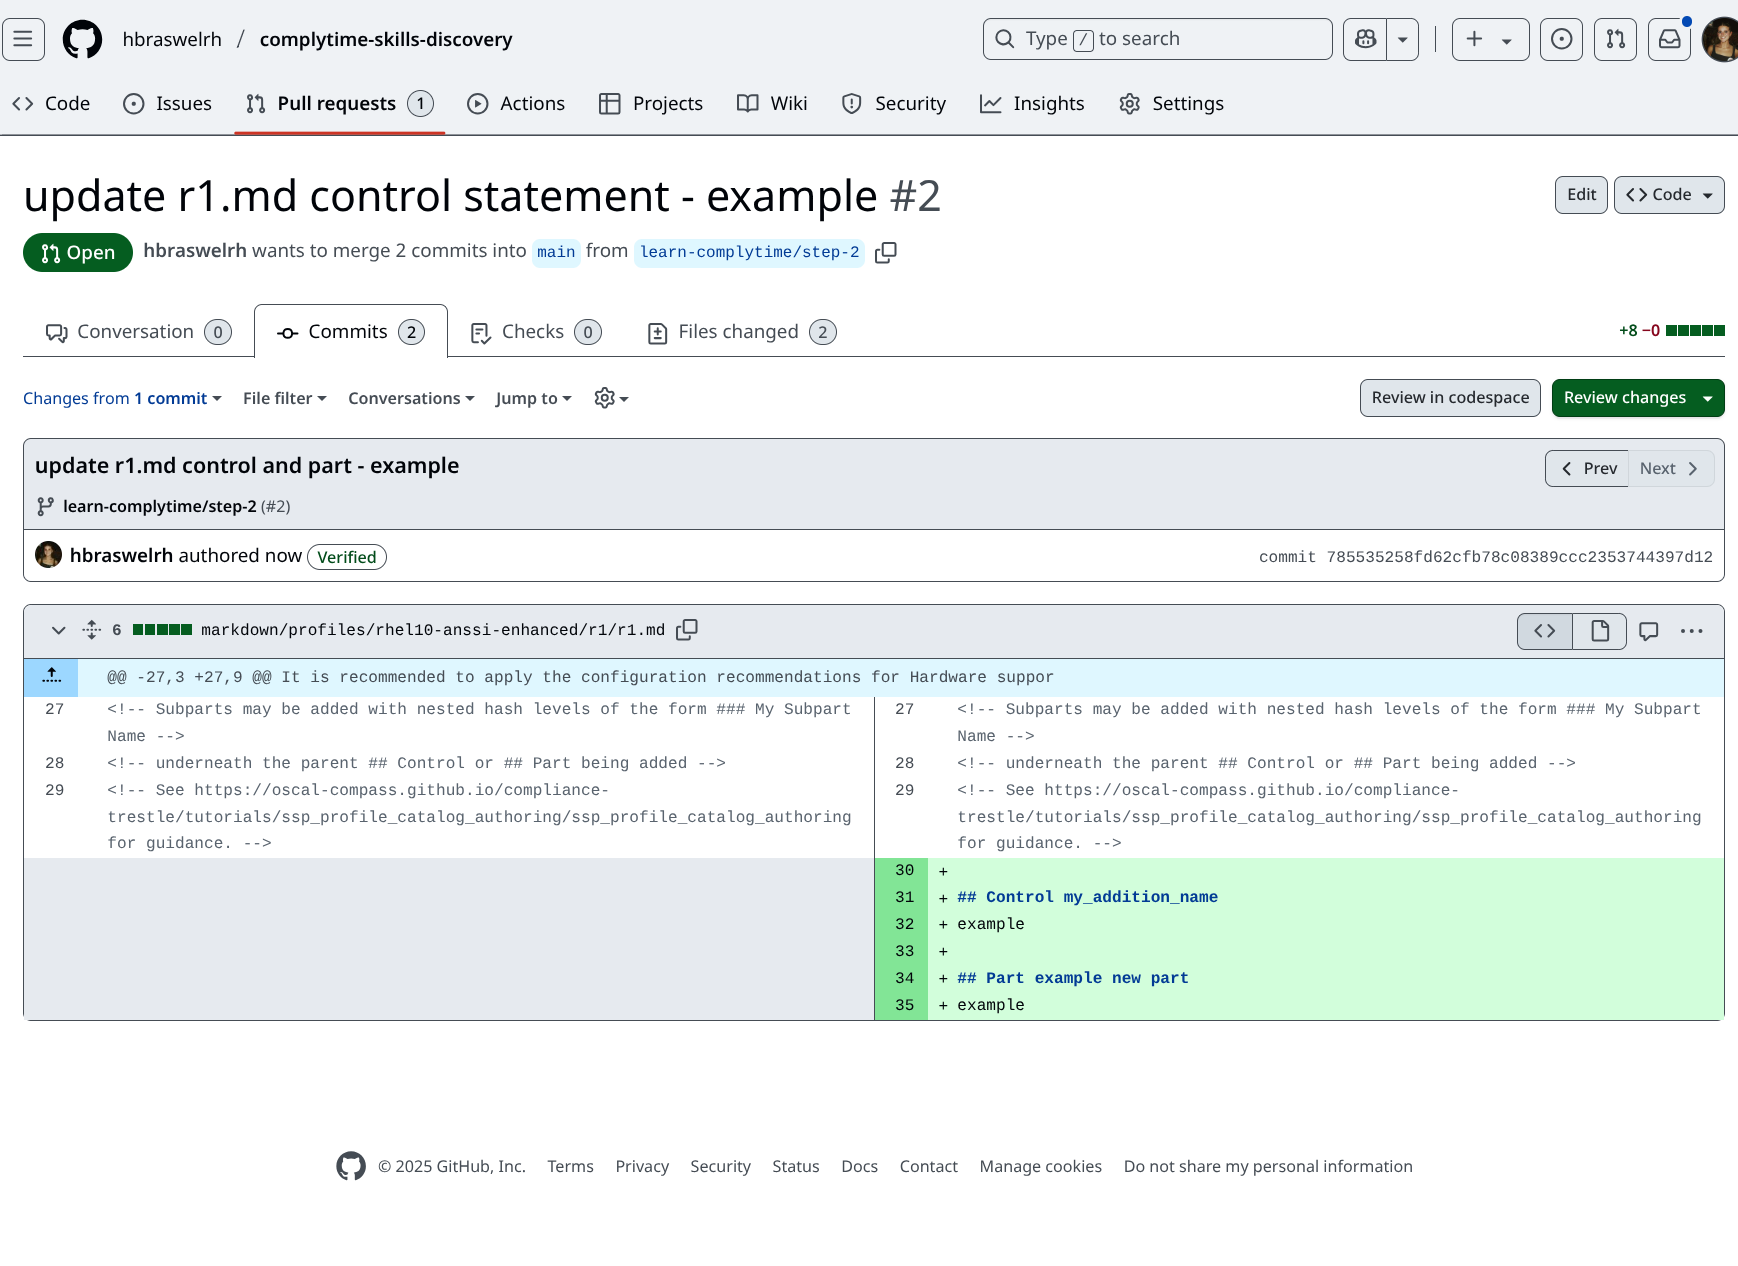 hbraswelrh / complytime-skills-discovery
Type / to search
Code
Issues
Pull requests 1
Actions
Projects
Wiki
Security
Insights
Settings
update r1.md control statement - example #2
Edit
Code
Open
hbraswelrh wants to merge 2 commits into main from learn-complytime/step-2
Conversation 0
Commits 2
Checks 0
Files changed 2
+8 −0
Changes from 1 commit
File filter
Conversations
Jump to
Review in codespace
Review changes
update r1.md control and part - example
Prev
Next
learn-complytime/step-2 (#2)
hbraswelrh authored now Verified
commit 785535258fd62cfb78c08389ccc2353744397d12
6 markdown/profiles/rhel10-anssi-enhanced/r1/r1.md
@@ -27,3 +27,9 @@ It is recommended to apply the configuration recommendations for Hardware suppor
27 <!-- Subparts may be added with nested hash levels of the form ### My Subpart
Name -->
28 <!-- underneath the parent ## Control or ## Part being added -->
29 <!-- See https://oscal-compass.github.io/compliance-
trestle/tutorials/ssp_profile_catalog_authoring/ssp_profile_catalog_authoring
for guidance. -->
27 <!-- Subparts may be added with nested hash levels of the form ### My Subpart
Name -->
28 <!-- underneath the parent ## Control or ## Part being added -->
29 <!-- See https://oscal-compass.github.io/compliance-
trestle/tutorials/ssp_profile_catalog_authoring/ssp_profile_catalog_authoring
for guidance. -->
30 +
31 + ## Control my_addition_name
32 + example
33 +
34 + ## Part example new part
35 + example
© 2025 GitHub, Inc.
Terms
Privacy
Security
Status
Docs
Contact
Manage cookies
Do not share my personal information